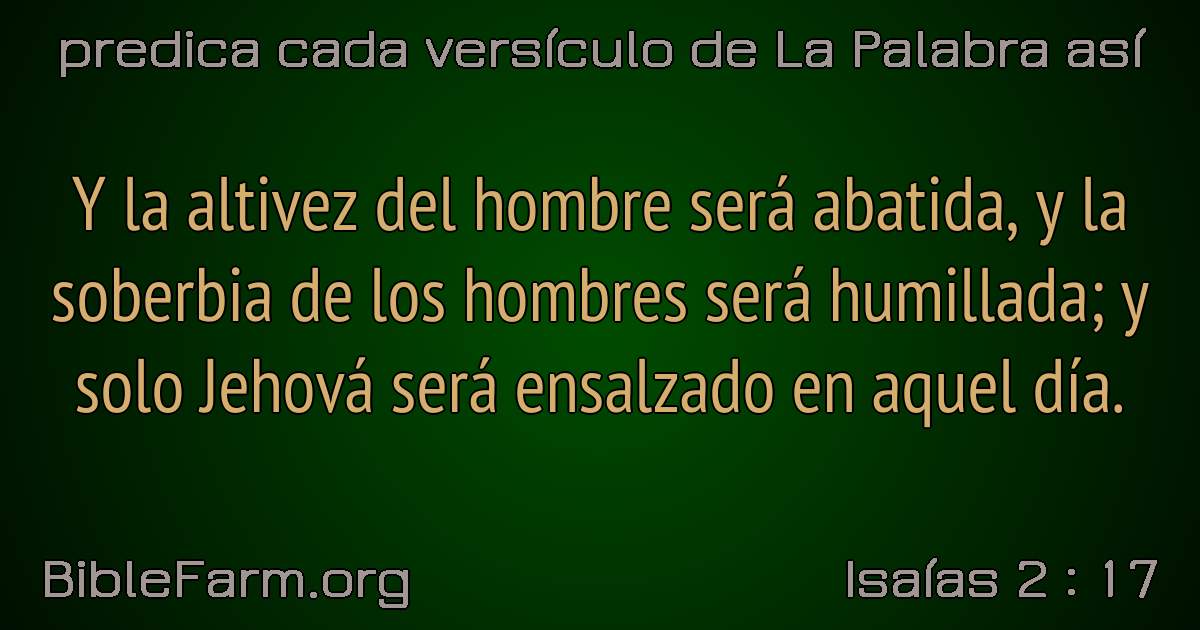 predica cada versículo de La Palabra así
Y la altivez del hombre será abatida, y la
soberbia de los hombres será humillada; y
solo Jehová será ensalzado en aquel día.
BibleFarm.org
Isaías 2 : 17